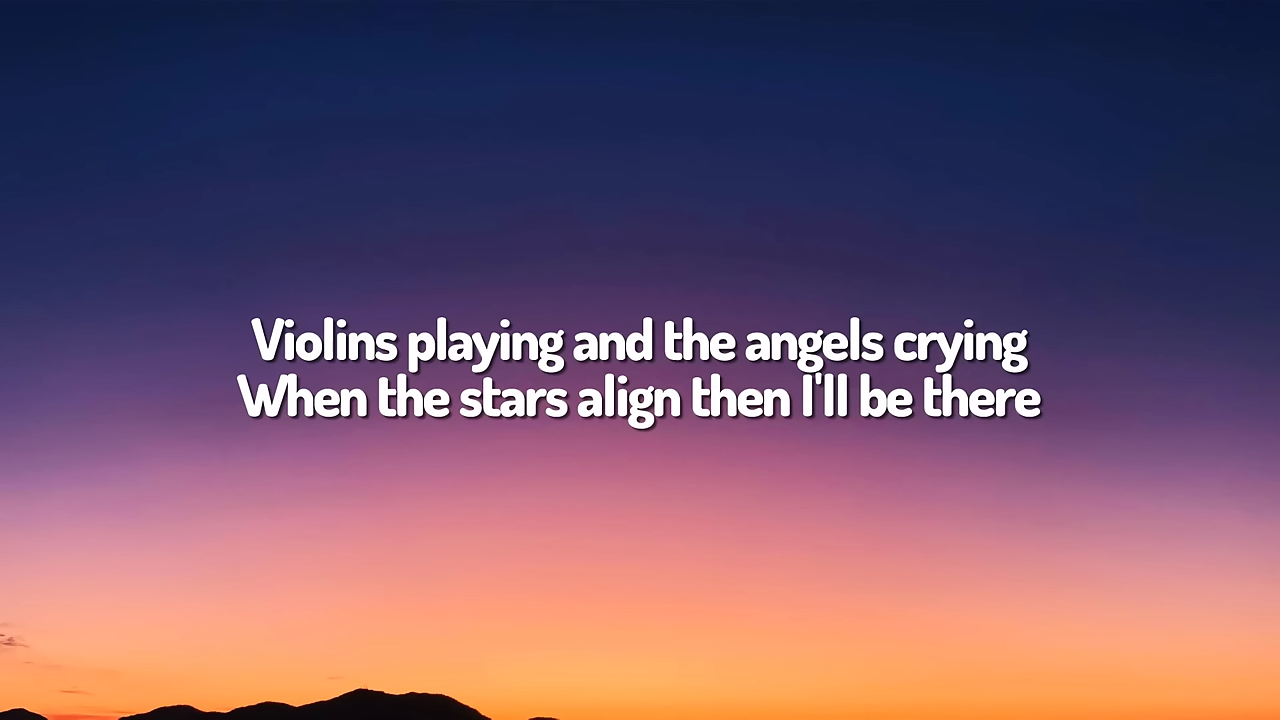 Violins playing and the angels crying
When the stars align then I'll be there